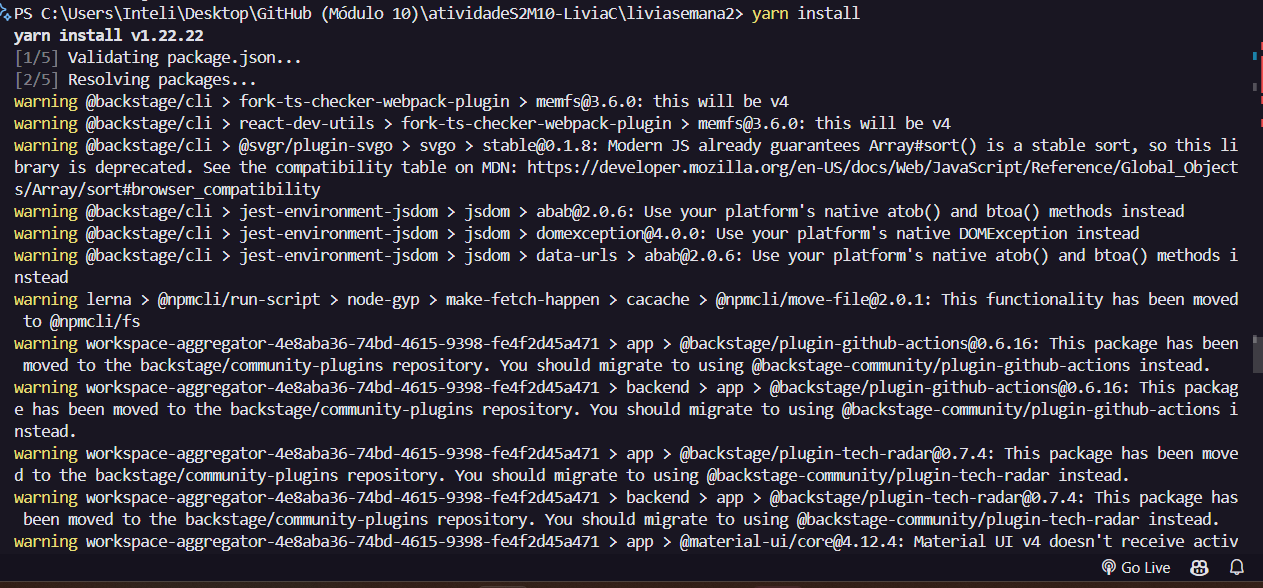 PS C:\Users\Inteli\Desktop\GitHub (Módulo 10)\atividadeS2M10-LiviaC\liviasemana2> yarn install
yarn install v1.22.22
[1/5] Validating package.json...
[2/5] Resolving packages...
warning @backstage/cli > fork-ts-checker-webpack-plugin > memfs@3.6.0: this will be v4
warning @backstage/cli > react-dev-utils > fork-ts-checker-webpack-plugin > memfs@3.6.0: this will be v4
warning @backstage/cli > @svgr/plugin-svgo > svgo > stable@0.1.8: Modern JS already guarantees Array#sort() is a stable sort, so this li
brary is deprecated. See the compatibility table on MDN: https://developer.mozilla.org/en-US/docs/Web/JavaScript/Reference/Global_Object
s/Array/sort#browser_compatibility
warning @backstage/cli > jest-environment-jsdom > jsdom > abab@2.0.6: Use your platform's native atob() and btoa() methods instead
warning @backstage/cli > jest-environment-jsdom > jsdom > domexception@4.0.0: Use your platform's native DOMException instead
warning @backstage/cli > jest-environment-jsdom > jsdom > data-urls > abab@2.0.6: Use your platform's native atob() and btoa() methods i
nstead
warning lerna > @npmcli/run-script > node-gyp > make-fetch-happen > cacache > @npmcli/move-file@2.0.1: This functionality has been moved
 to @npmcli/fs
warning workspace-aggregator-4e8aba36-74bd-4615-9398-fe4f2d45a471 > app > @backstage/plugin-github-actions@0.6.16: This package has been
 moved to the backstage/community-plugins repository. You should migrate to using @backstage-community/plugin-github-actions instead.
warning workspace-aggregator-4e8aba36-74bd-4615-9398-fe4f2d45a471 > backend > app > @backstage/plugin-github-actions@0.6.16: This packag
e has been moved to the backstage/community-plugins repository. You should migrate to using @backstage-community/plugin-github-actions i
nstead.
warning workspace-aggregator-4e8aba36-74bd-4615-9398-fe4f2d45a471 > app > @backstage/plugin-tech-radar@0.7.4: This package has been move
d to the backstage/community-plugins repository. You should migrate to using @backstage-community/plugin-tech-radar instead.
warning workspace-aggregator-4e8aba36-74bd-4615-9398-fe4f2d45a471 > backend > app > @backstage/plugin-tech-radar@0.7.4: This package has
 been moved to the backstage/community-plugins repository. You should migrate to using @backstage-community/plugin-tech-radar instead.
warning workspace-aggregator-4e8aba36-74bd-4615-9398-fe4f2d45a471 > app > @material-ui/core@4.12.4: Material UI v4 doesn't receive activ
Go Live